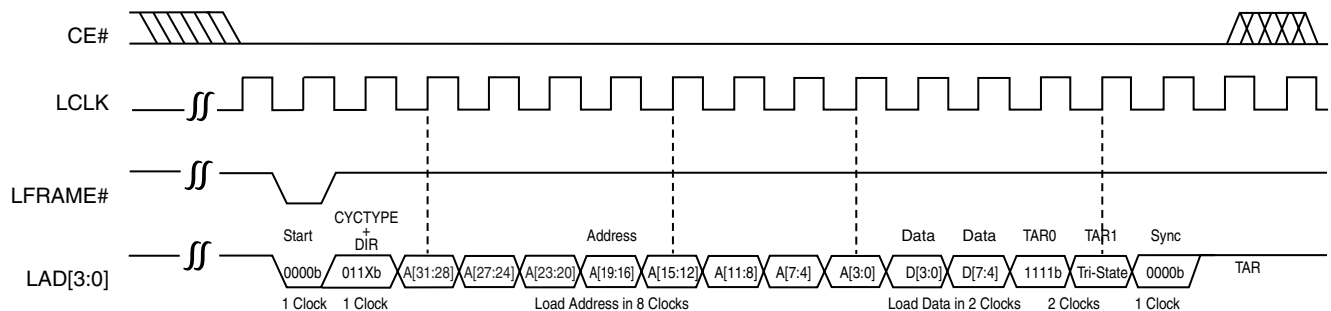 CE#
LCLK
LFRAME#
CYCTYPE
+
DIR
Start
Address
Data
Data
TAR0
TAR1
Sync
LAD[3:0]
0000b
011Xb
A[31:28]
A[27:24]
A[23:20]
A[19:16]
A[15:12]
A[11:8]
A[7:4]
A[3:0]
D[3:0]
D[7:4]
1111b
Tri-State
0000b
TAR
1 Clock
1 Clock
Load Address in 8 Clocks
Load Data in 2 Clocks
2 Clocks
1 Clock